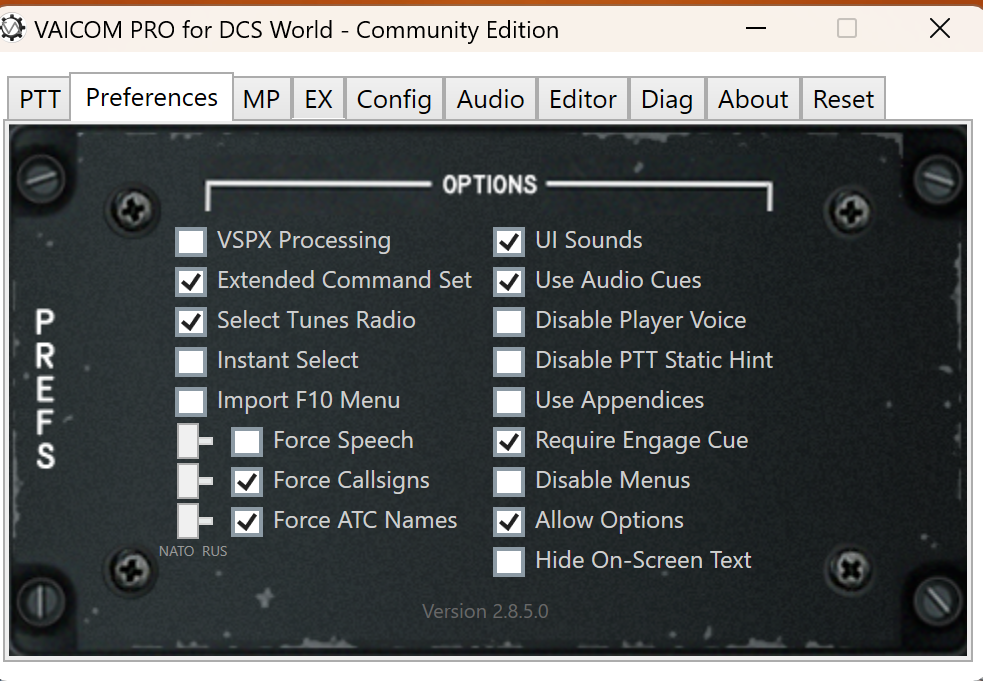 VAICOM PRO for DCS World - Community Edition
PTT Preferences MP EX Config Audio Editor Diag About Reset
OPTIONS
PREFS
VSPX Processing
Extended Command Set
Select Tunes Radio
Instant Select
Import F10 Menu
Force Speech
Force Callsigns
Force ATC Names
NATO RUS
UI Sounds
Use Audio Cues
Disable Player Voice
Disable PTT Static Hint
Use Appendices
Require Engage Cue
Disable Menus
Allow Options
Hide On-Screen Text
Version 2.8.5.0